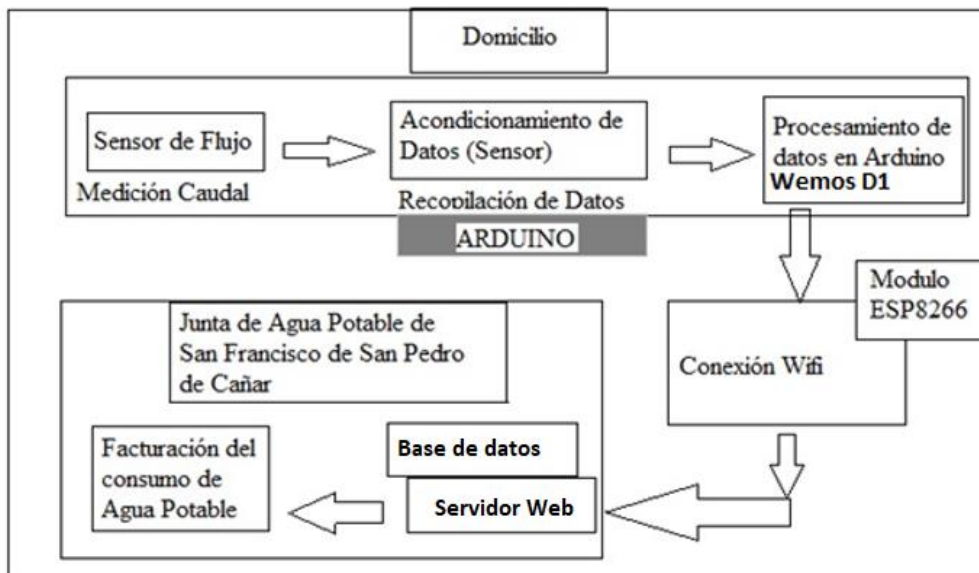 Domicilio
Sensor de Flujo
Medición Caudal
Acondicionamiento de
Datos (Sensor)
Recopilación de Datos
ARDUINO
Procesamiento de
datos en Arduino
Wemos D1
Modulo
ESP8266
Conexión Wifi
Junta de Agua Potable de
San Francisco de San Pedro
de Cañar
Base de datos
Servidor Web
Facturación del
consumo de
Agua Potable